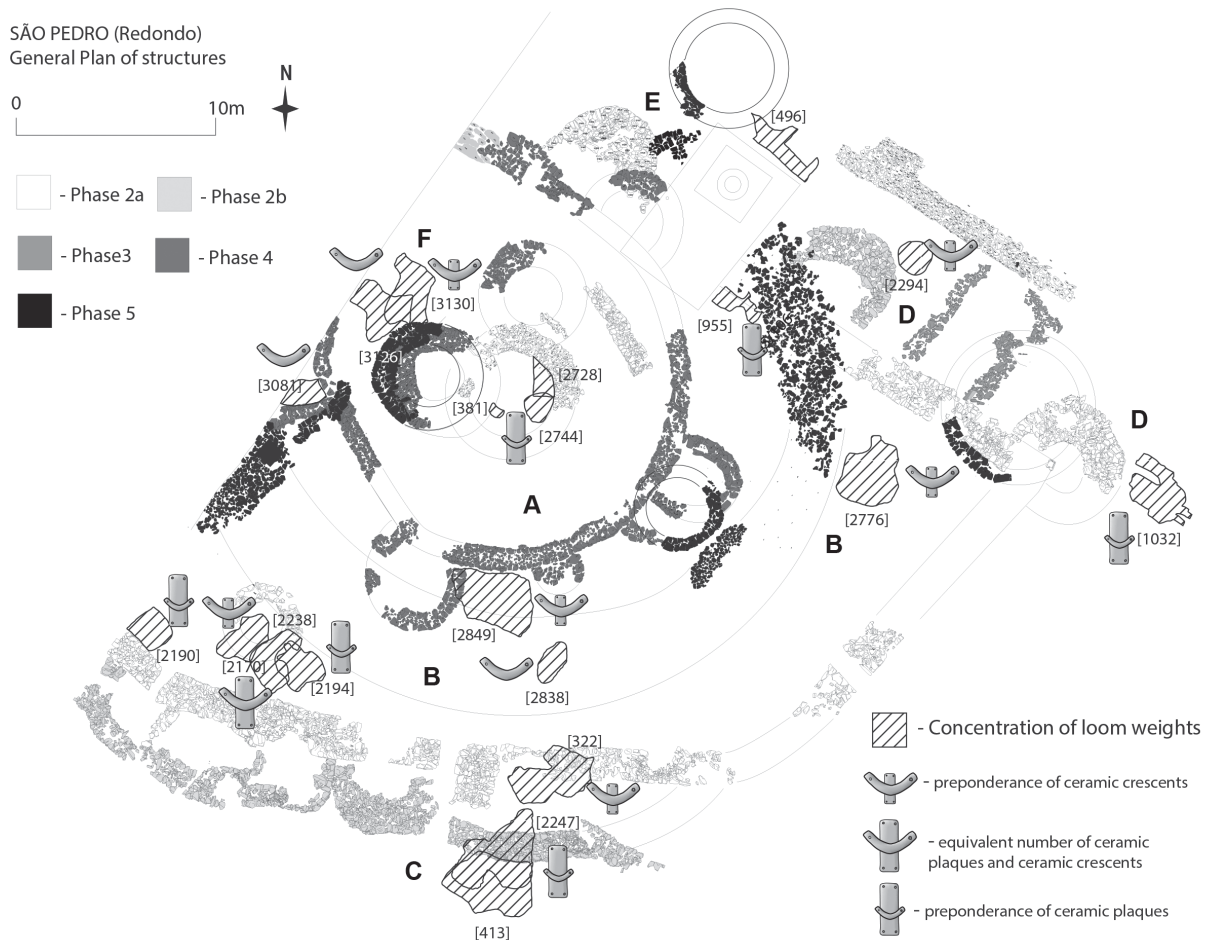 SÃO PEDRO (Redondo)
General Plan of structures
N
0 10m
- Phase 2a
- Phase 2b
- Phase3
- Phase 4
- Phase 5
E
[496]
F
[3130]
[2294]
D
[955]
[3126]
[3081]
[2728]
[381]
[2744]
D
A
[2776]
B
[1032]
[2849]
[2238]
[2190]
[2170]
[2194]
B
[2838]
[322]
[2247]
C
[413]
- Concentration of loom weights
- preponderance of ceramic crescents
- equivalent number of ceramic
plaques and ceramic crescents
- preponderance of ceramic plaques